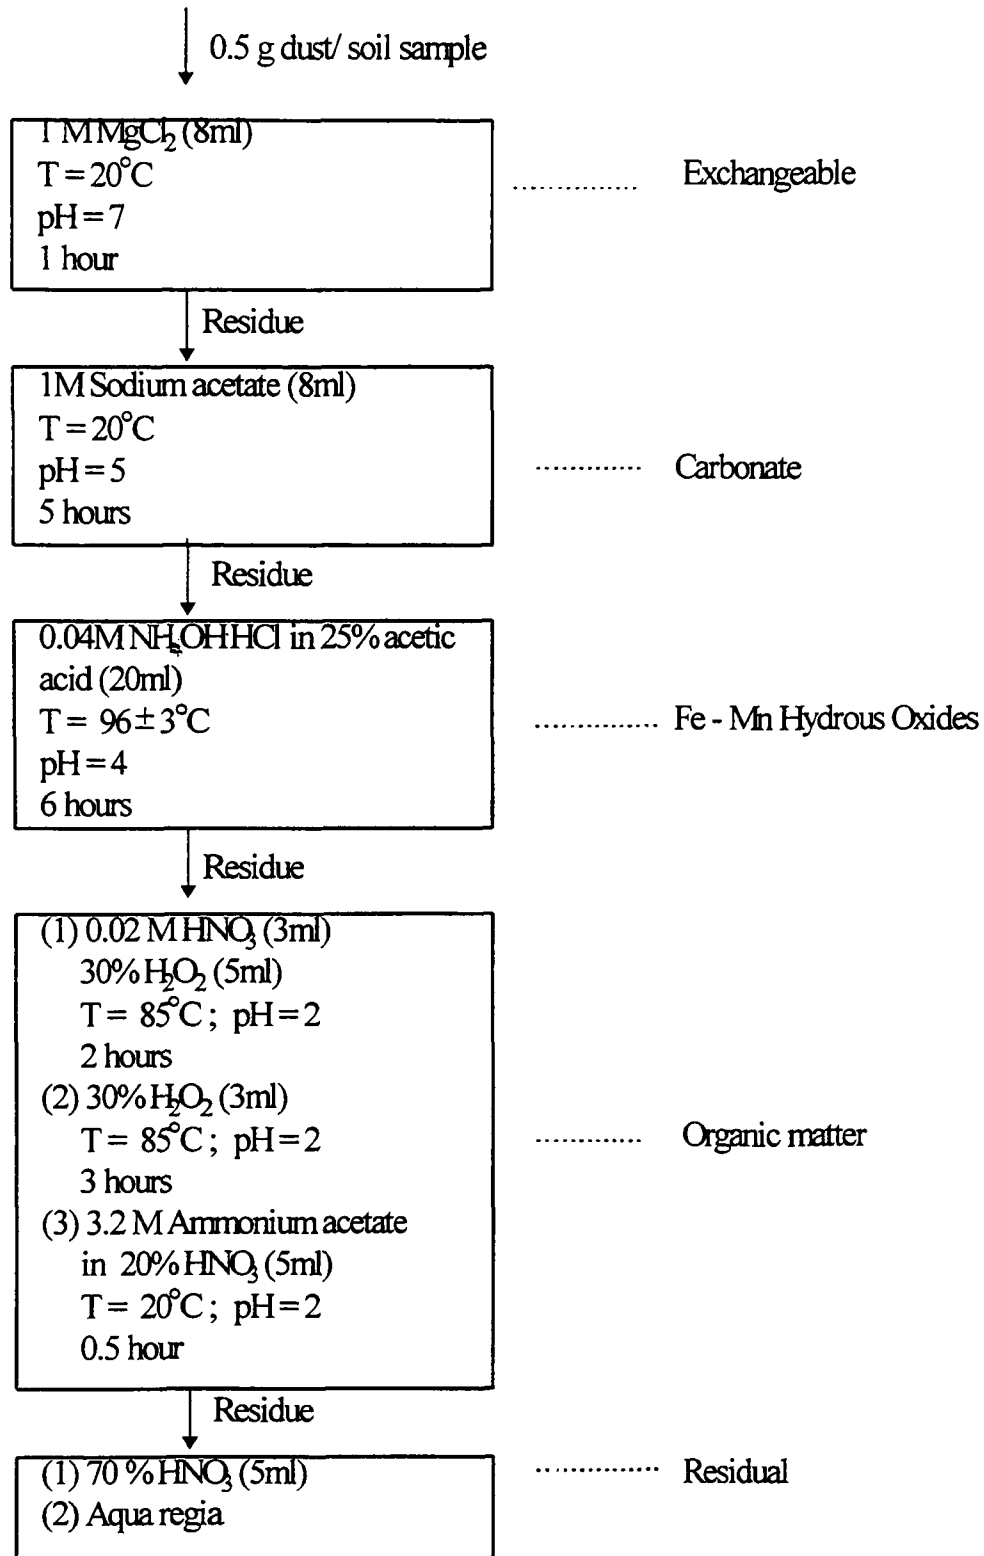 0.5 g dust/ soil sample
1 M MgCl₂ (8ml)
T = 20°C
pH = 7
1 hour
Exchangeable
Residue
1M Sodium acetate (8ml)
T = 20°C
pH = 5
5 hours
Carbonate
Residue
0.04M NH₂OHHCl in 25% acetic
acid (20ml)
T = 96±3°C
pH = 4
6 hours
Fe - Mn Hydrous Oxides
Residue
(1) 0.02 M HNO₃ (3ml)
30% H₂O₂ (5ml)
T = 85°C ; pH = 2
2 hours
(2) 30% H₂O₂ (3ml)
T = 85°C ; pH = 2
3 hours
(3) 3.2 M Ammonium acetate
in 20% HNO₃ (5ml)
T = 20°C ; pH = 2
0.5 hour
Organic matter
Residue
(1) 70 % HNO₃ (5ml)
(2) Aqua regia
Residual